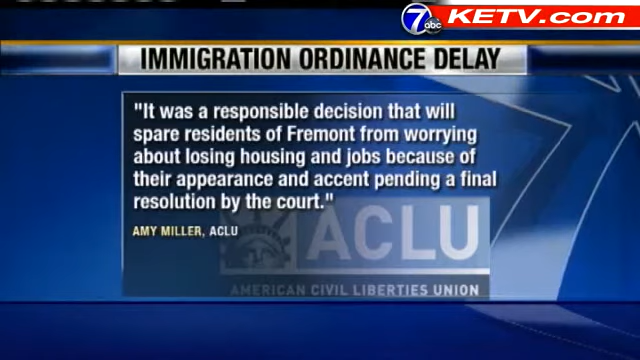 7 abc KETV.com
IMMIGRATION ORDINANCE DELAY
"It was a responsible decision that will
spare residents of Fremont from worrying
about losing housing and jobs because of
their appearance and accent pending a final
resolution by the court."
AMY MILLER, ACLU
ACLU
AMERICAN CIVIL LIBERTIES UNION